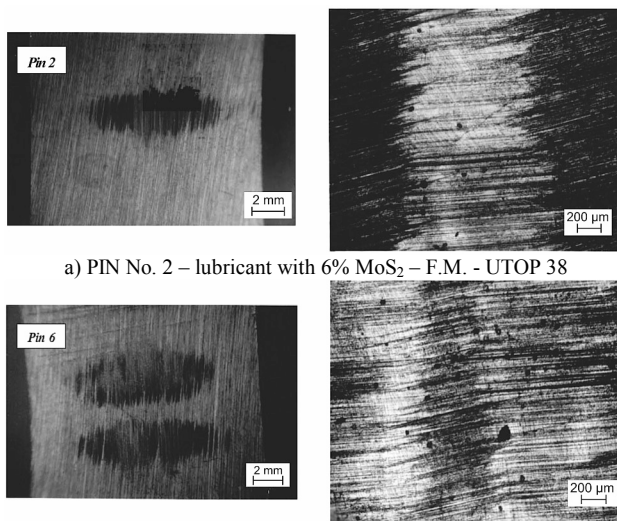 Pin 2
2 mm
200 µm
a) PIN No. 2 – lubricant with 6% MoS₂ – F.M. - UTOP 38
Pin 6
2 mm
200 µm